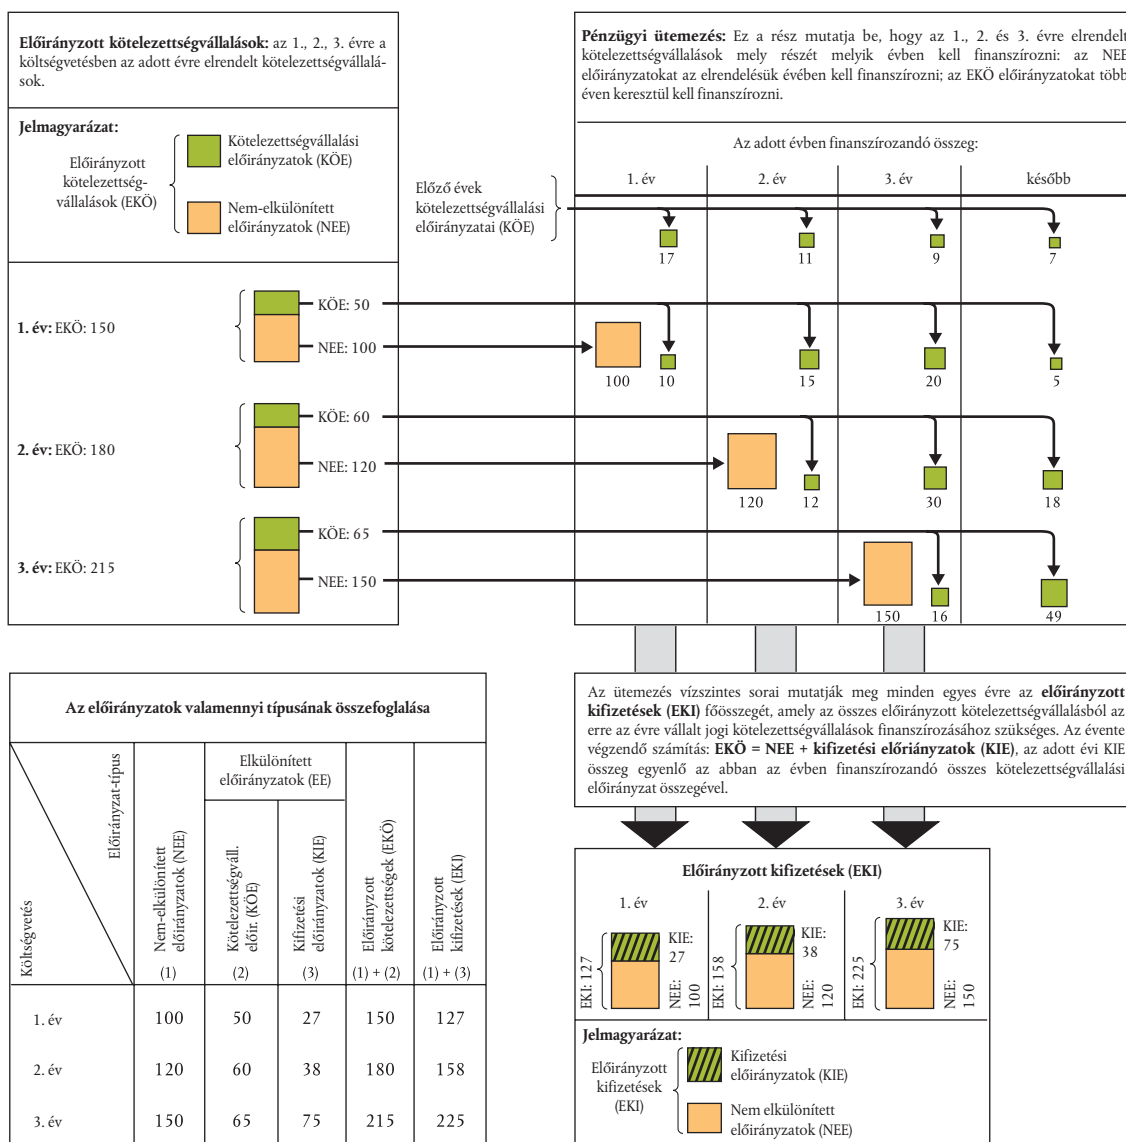 Előirányzott kötelezettségvállalások: az 1., 2., 3. évre a
költségvetésben az adott évre elrendelt kötelezettségvállalá-
sok.
Jelmagyarázat:
Előirányzott
kötelezettség-
vállalások (EKÖ)
Kötelezettségvállalási
előirányzatok (KÖE)
Nem-elkülönített
előirányzatok (NEE)
1. év: EKÖ: 150
KÖE: 50
NEE: 100
2. év: EKÖ: 180
KÖE: 60
NEE: 120
3. év: EKÖ: 215
KÖE: 65
NEE: 150
Pénzügyi ütemezés: Ez a rész mutatja be, hogy az 1., 2. és 3. évre elrendelt
kötelezettségvállalások mely részét melyik évben kell finanszírozni: az NEE
előirányzatokat az elrendelésük évében kell finanszírozni; az EKÖ előirányzatokat több
éven keresztül kell finanszírozni.
Az adott évben finanszírozandó összeg:
1. év 2. év 3. év később
Előző évek
kötelezettségvállalási
előirányzatai (KÖE)
17 11 9 7
100 10 15 20 5
120 12 30 18
150 16 49
Az ütemezés vízszintes sorai mutatják meg minden egyes évre az előirányzott
kifizetések (EKI) főösszegét, amely az összes előirányzott kötelezettségvállalásból az
erre az évre vállalt jogi kötelezettségvállalások finanszírozásához szükséges. Az évente
végzendő számítás: EKÖ = NEE + kifizetési előriányzatok (KIE), az adott évi KIE
összeg egyenlő az abban az évben finanszírozandó összes kötelezettségvállalási
előirányzat összegével.
Az előirányzatok valamennyi típusának összefoglalása
Előirányzat-típus
Költségvetés
Elkülönített
előirányzatok (EE)
Nem-elkülönített
előirányzatok (NEE)
Kötelezettségváll.
előir. (KÖE)
Kifizetési
előirányzatok (KIE)
Előirányzott
kötelezettségek (EKÖ)
Előirányzott
kifizetések (EKI)
(1) (2) (3) (1) + (2) (1) + (3)
1. év 100 50 27 150 127
2. év 120 60 38 180 158
3. év 150 65 75 215 225
Előirányzott kifizetések (EKI)
1. év 2. év 3. év
EKI: 127
KIE:
27
NEE:
100
EKI: 158
KIE:
38
NEE:
120
EKI: 225
KIE:
75
NEE:
150
Jelmagyarázat:
Előirányzott
kifizetések
(EKI)
Kifizetési
előirányzatok (KIE)
Nem elkülönített
előirányzatok (NEE)